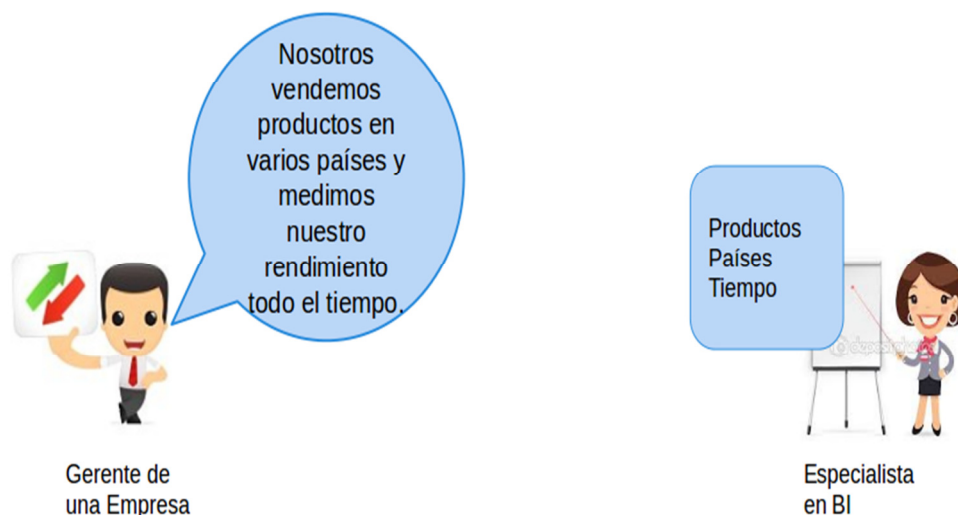 Nosotros
vendemos
productos en
varios países y
medimos
nuestro
rendimiento
todo el tiempo.
Productos
Países
Tiempo
Gerente de
una Empresa
Especialista
en BI